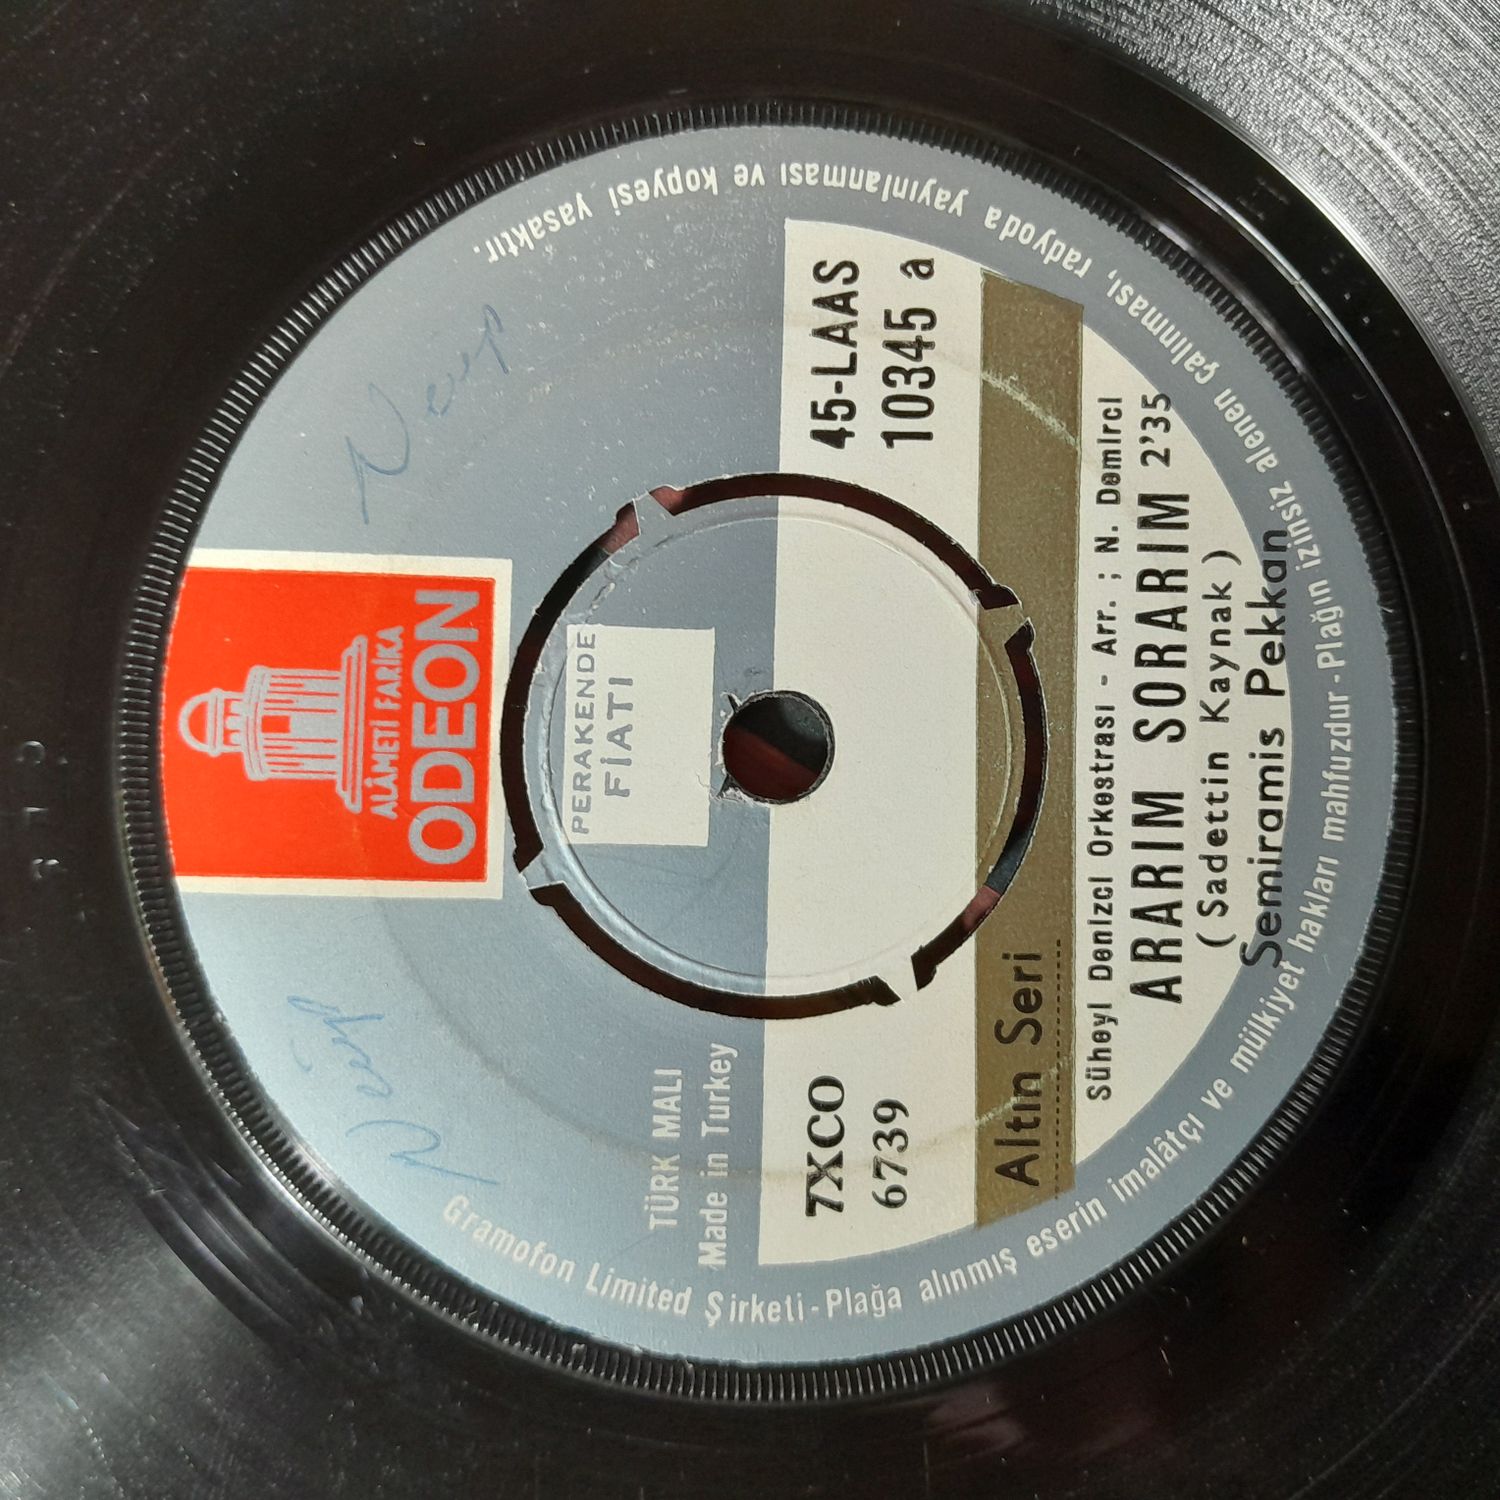 ALÂMETİ FARİKA
ODEON
PERAKENDE
FİATI
TÜRK MALI
Made in Turkey
7XCO
6739
45-LAAS
10345 a
Altın Seri
Süheyl Denizci Orkestrası - Arr. ; N. Demirci
ARARIM SORARIM 2'35
( Sadettin Kaynak )
Semiramis Pekkan
Gramofon Limited Şirketi - Plağa alınmış eserin imalâtçı ve mülkiyet hakları mahfuzdur - Plağın izinsiz alenen çalınması, radyoda yayınlanması ve kopyesi yasaktır.